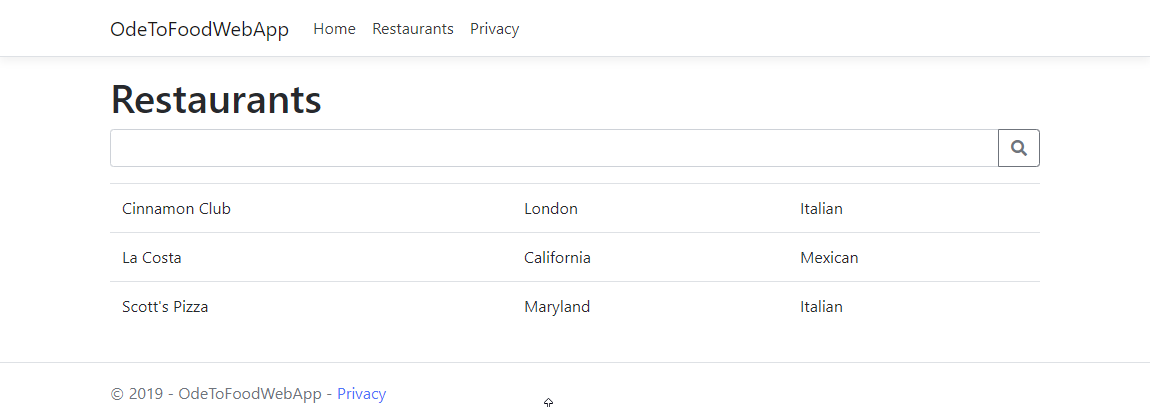 OdeToFoodWebApp Home Restaurants Privacy
Restaurants
Cinnamon Club London Italian
La Costa California Mexican
Scott's Pizza Maryland Italian
© 2019 - OdeToFoodWebApp - Privacy